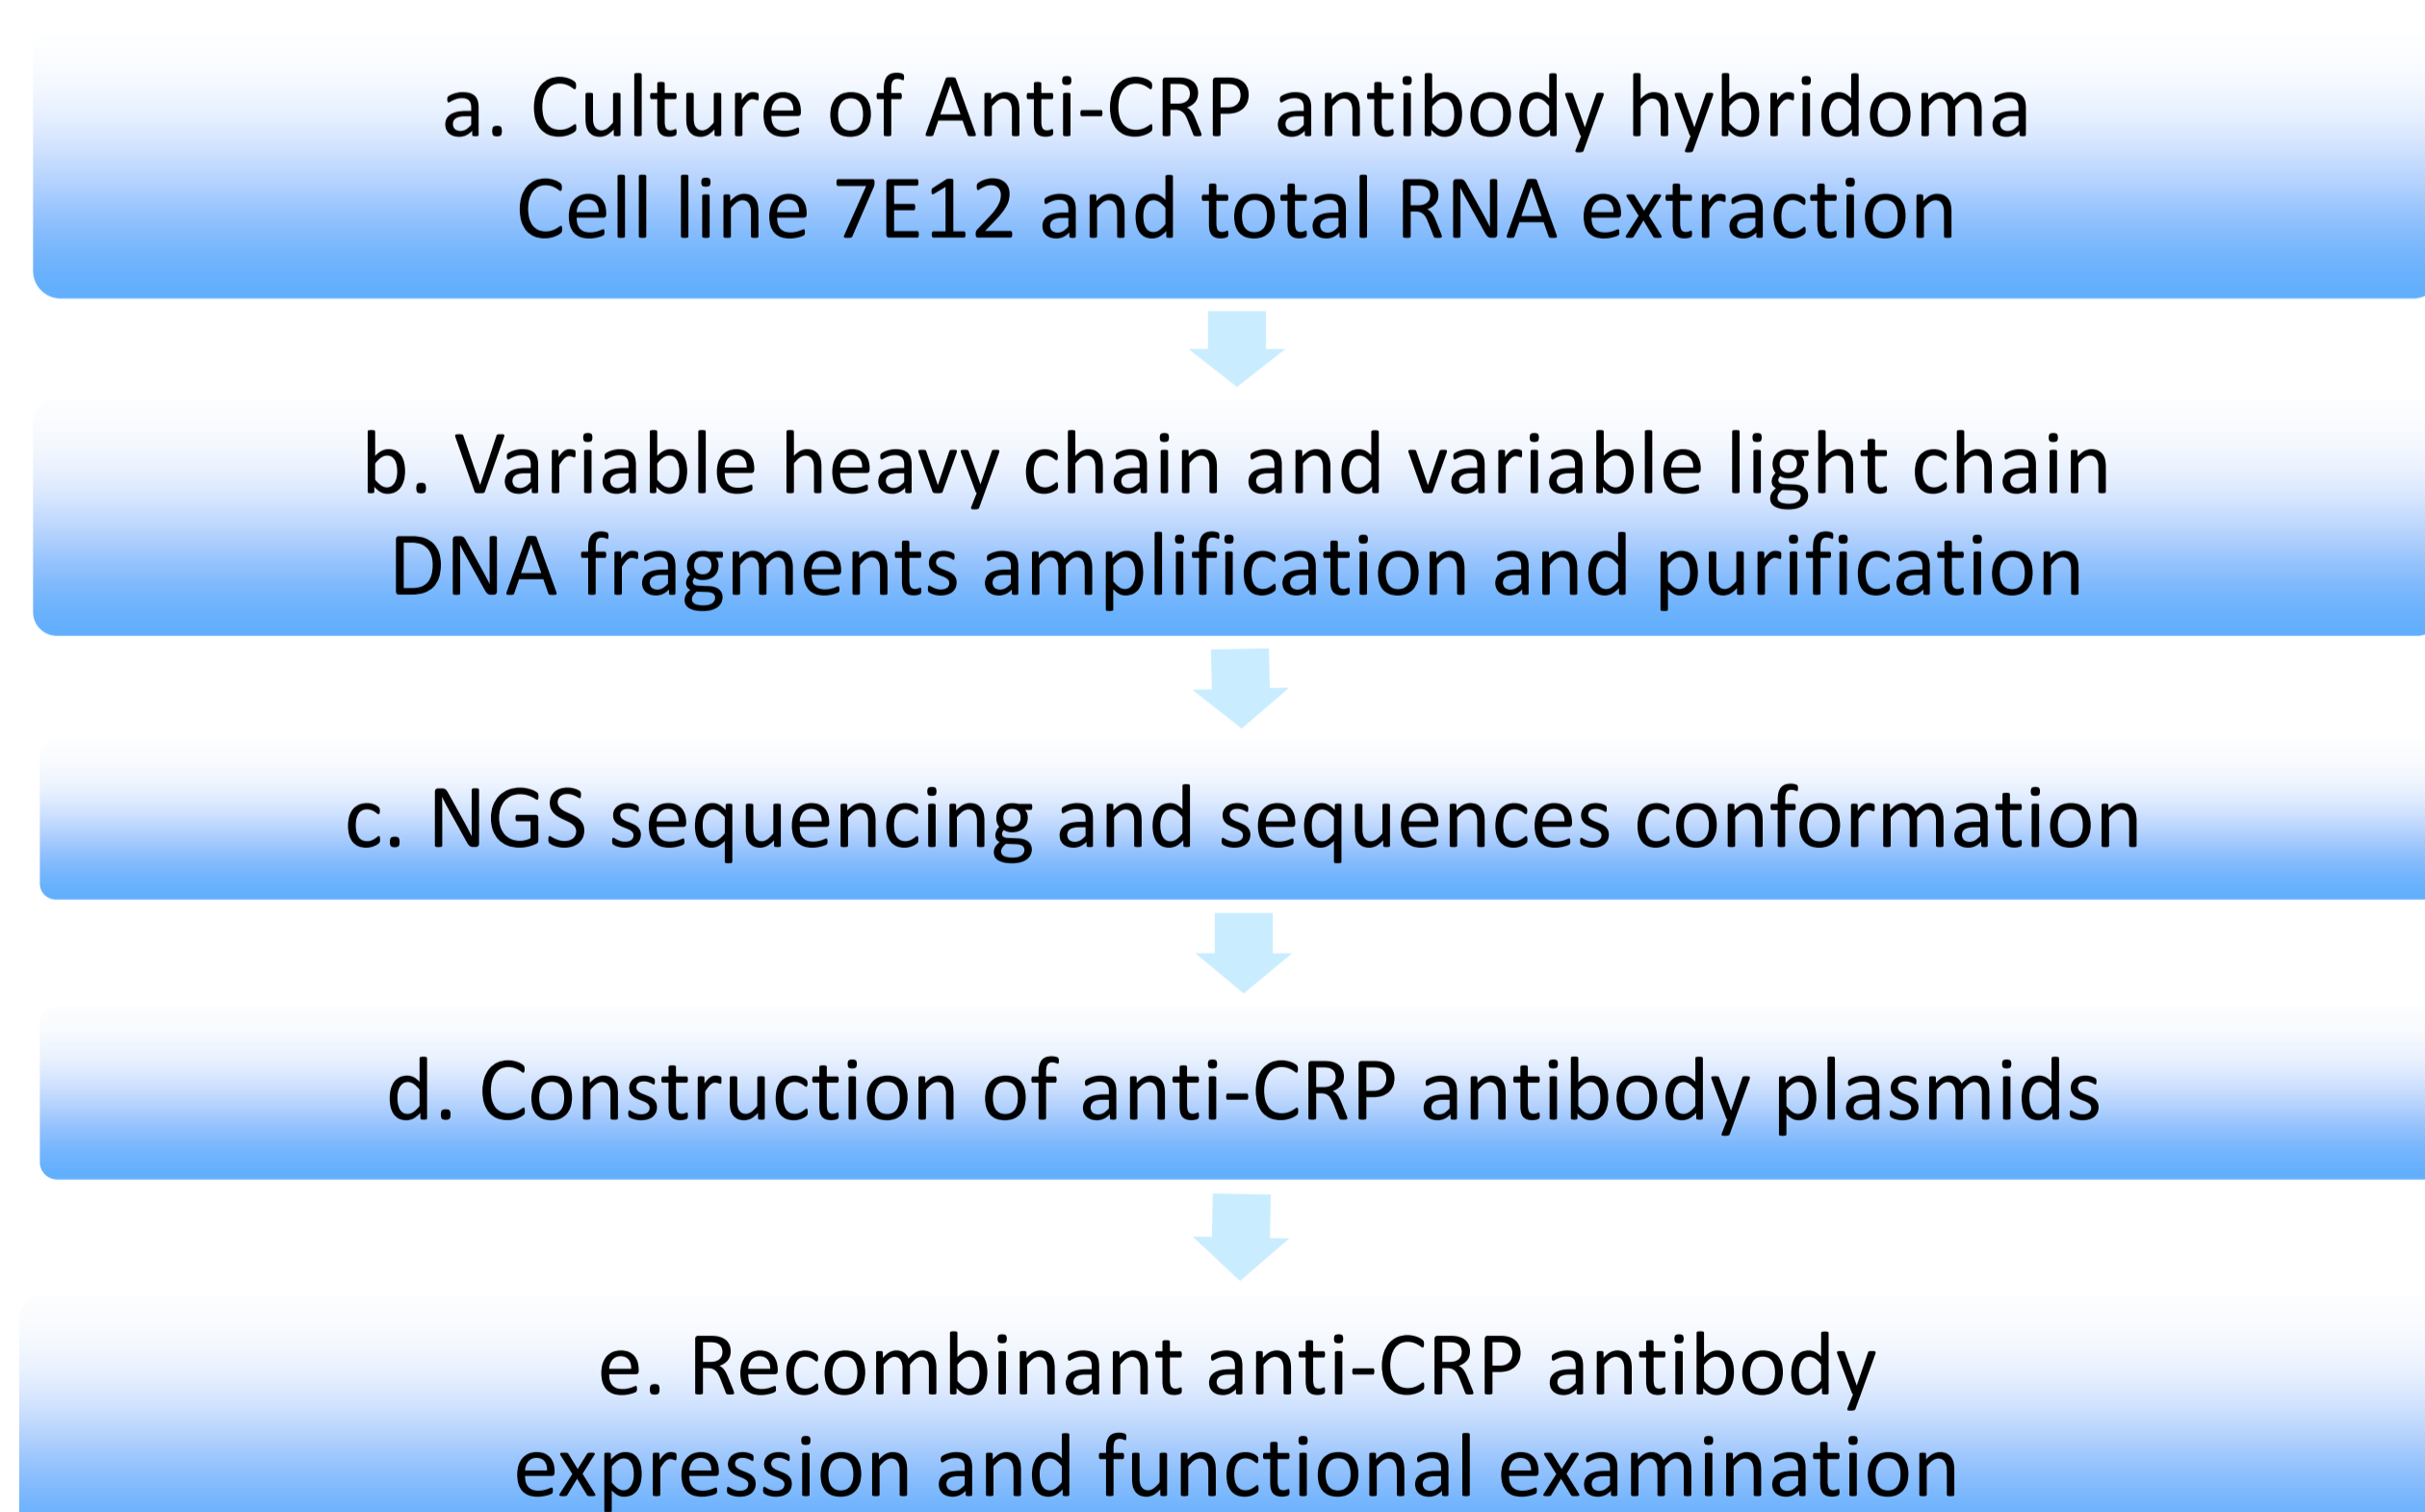 a. Culture of Anti-CRP antibody hybridoma
Cell line 7E12 and total RNA extraction
b. Variable heavy chain and variable light chain
DNA fragments amplification and purification
c. NGS sequencing and sequences conformation
d. Construction of anti-CRP antibody plasmids
e. Recombinant anti-CRP antibody
expression and functional examination